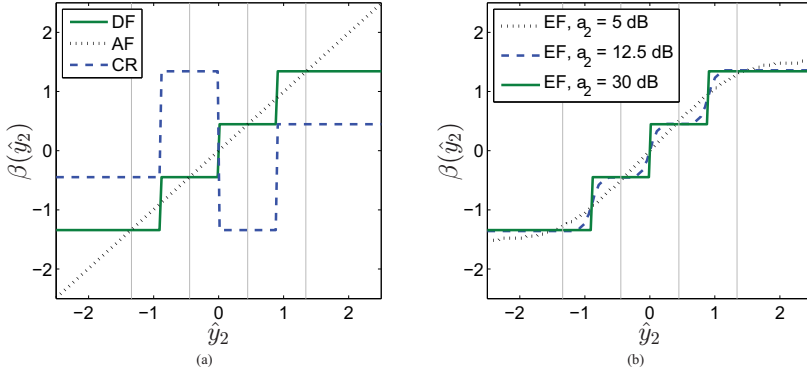 DF
AF
CR
2
1
0
−1
−2
β(ŷ₂)
−2
−1
0
1
2
ŷ₂
(a)
EF, a₂ = 5 dB
EF, a₂ = 12.5 dB
EF, a₂ = 30 dB
2
1
0
−1
−2
β(ŷ₂)
−2
−1
0
1
2
ŷ₂
(b)